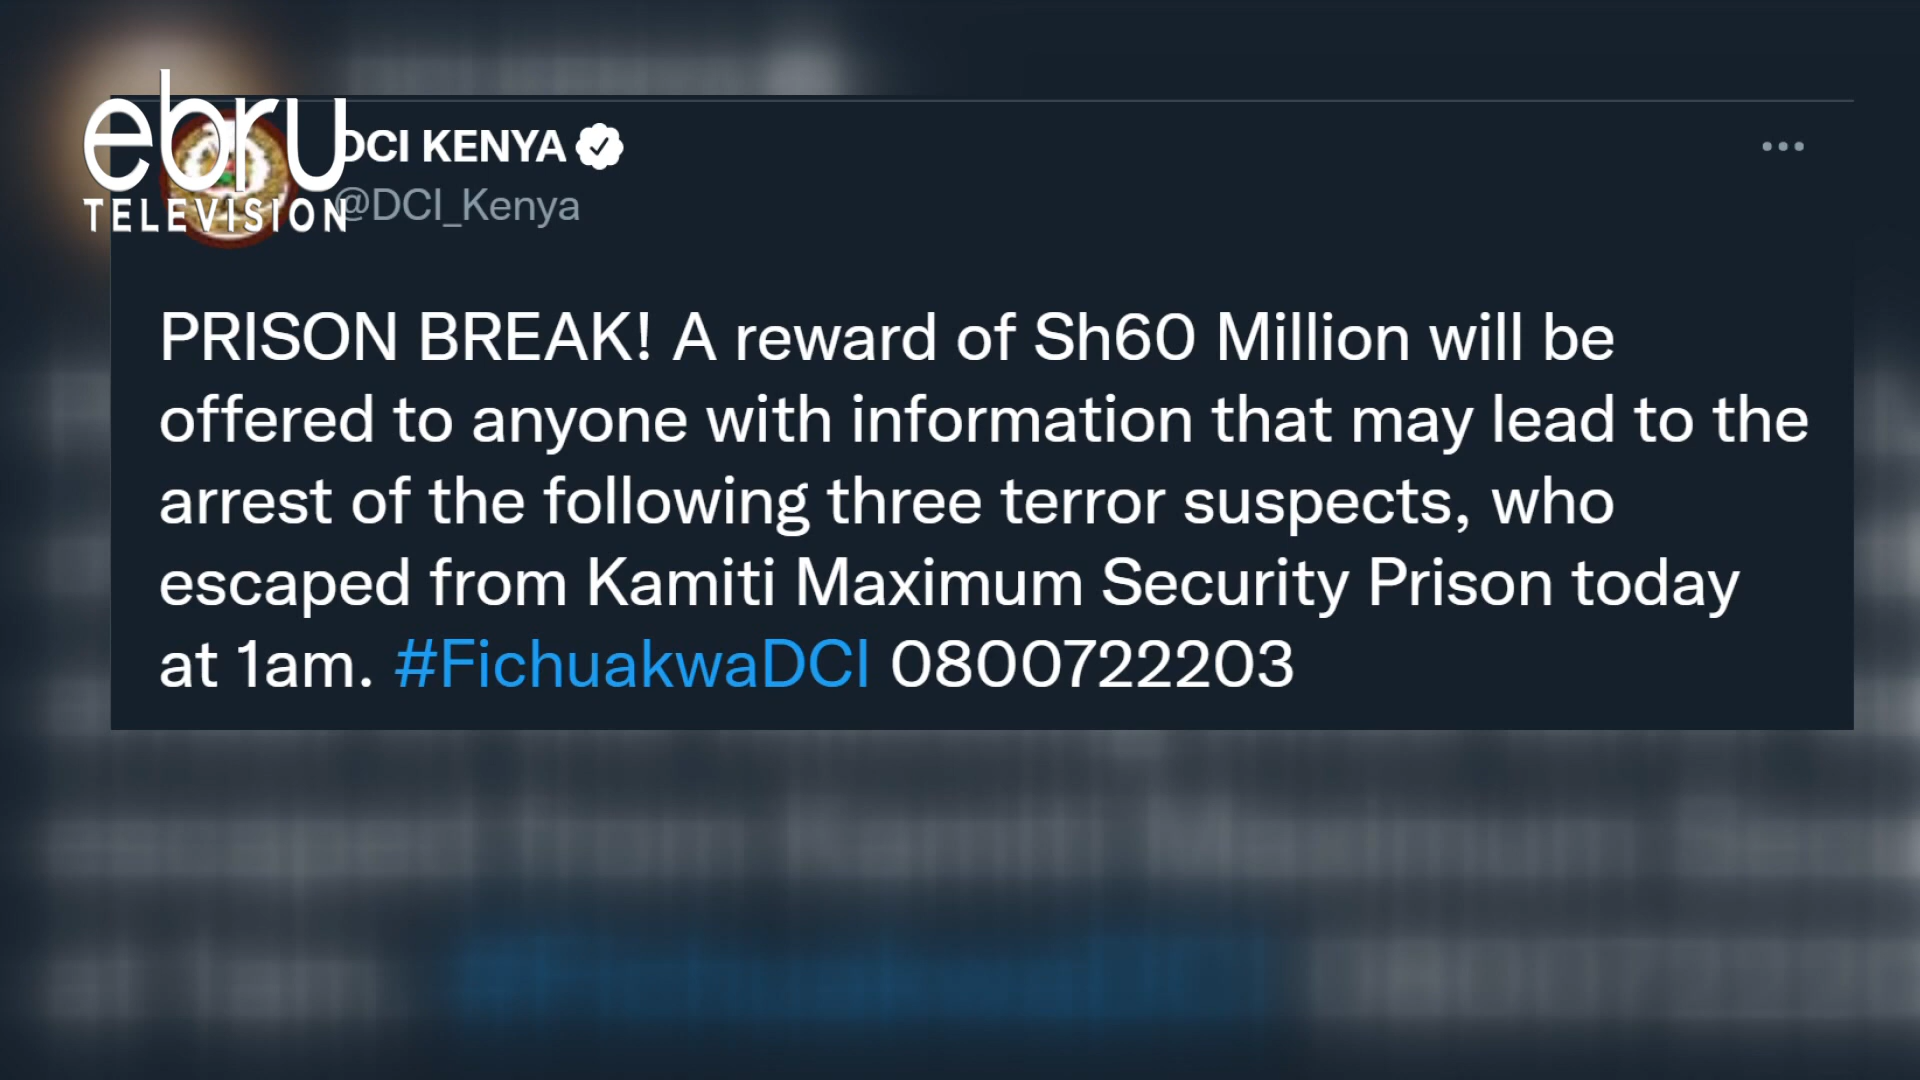 ebru
TELEVISION
DCI KENYA
@DCI_Kenya
PRISON BREAK! A reward of Sh60 Million will be
offered to anyone with information that may lead to the
arrest of the following three terror suspects, who
escaped from Kamiti Maximum Security Prison today
at 1am. #FichuakwaDCI 0800722203